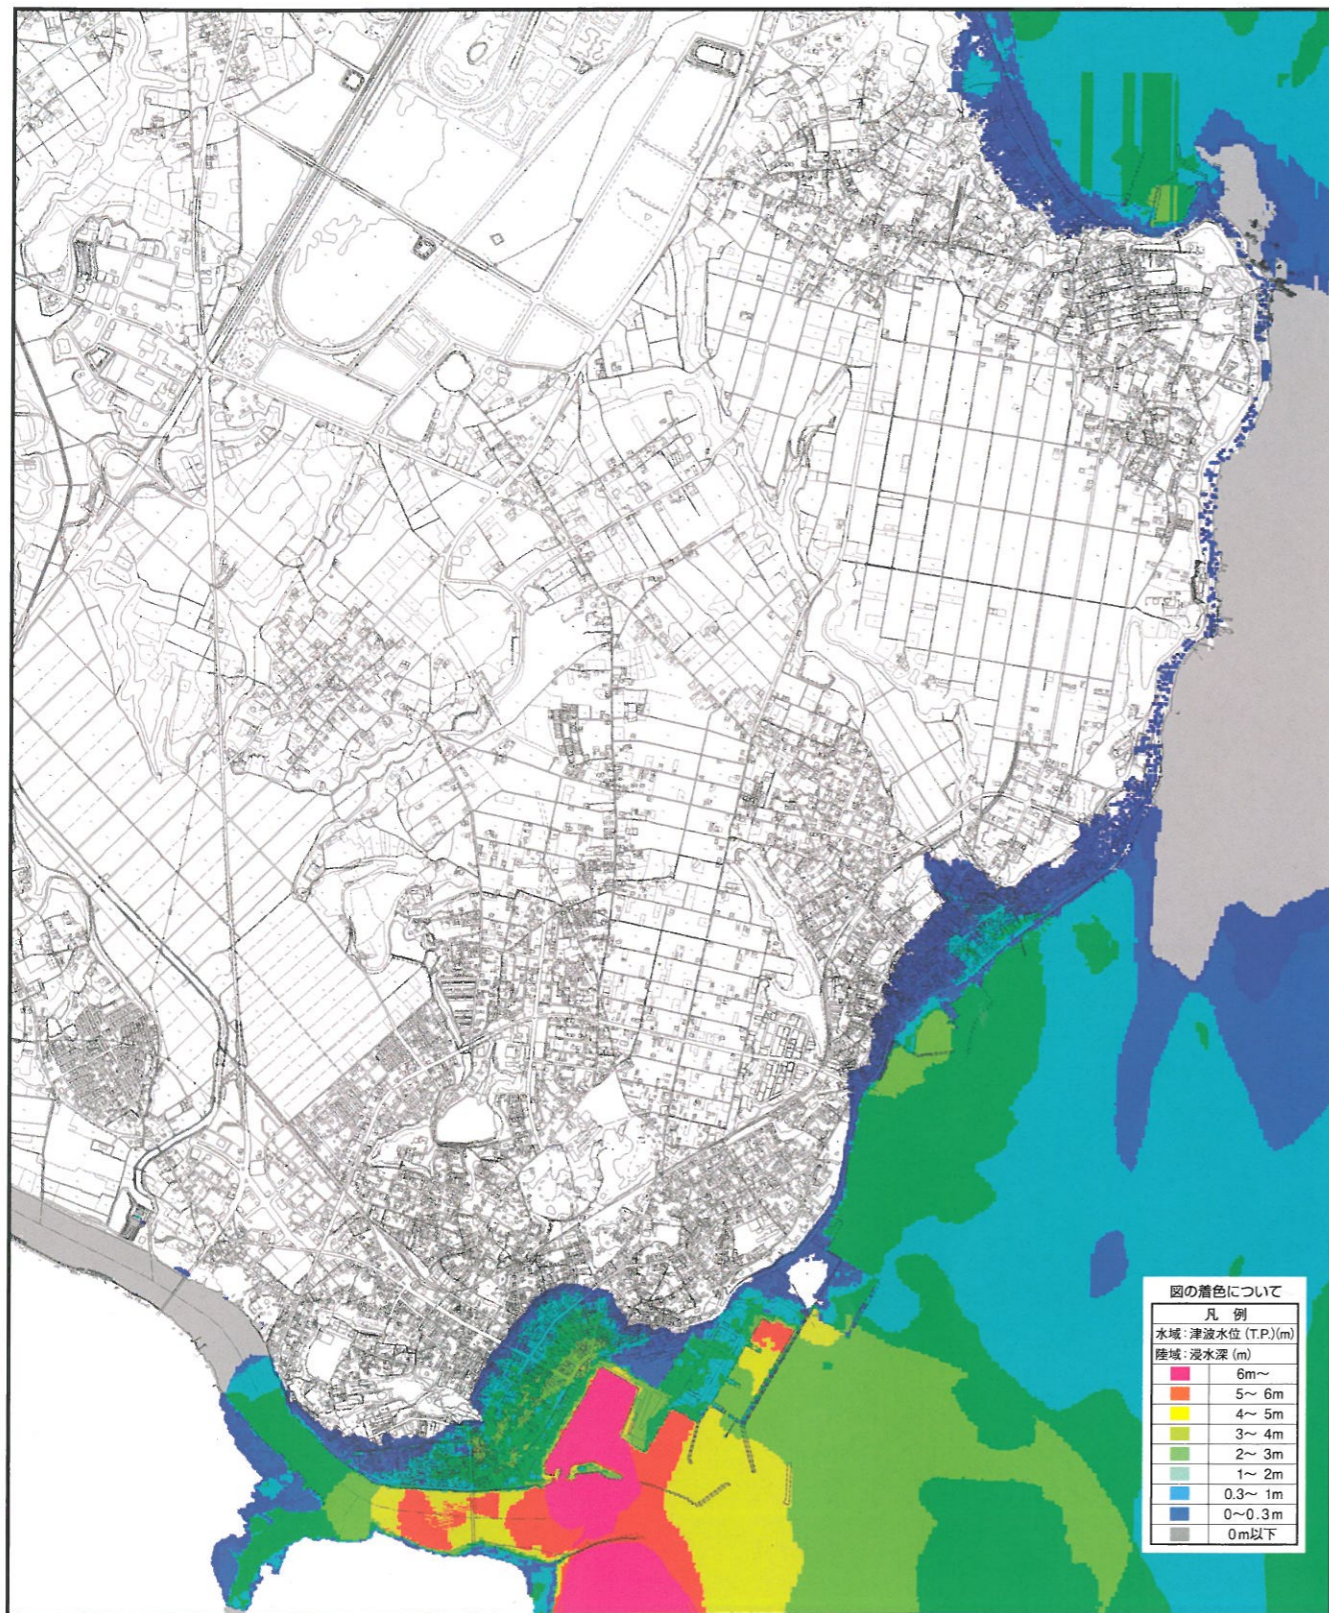 図の着色について
凡 例
水域:津波水位(T.P.)(m)
陸域:浸水深(m)
6m~
5~ 6m
4~ 5m
3~ 4m
2~ 3m
1~ 2m
0.3~ 1m
0~0.3m
0m以下